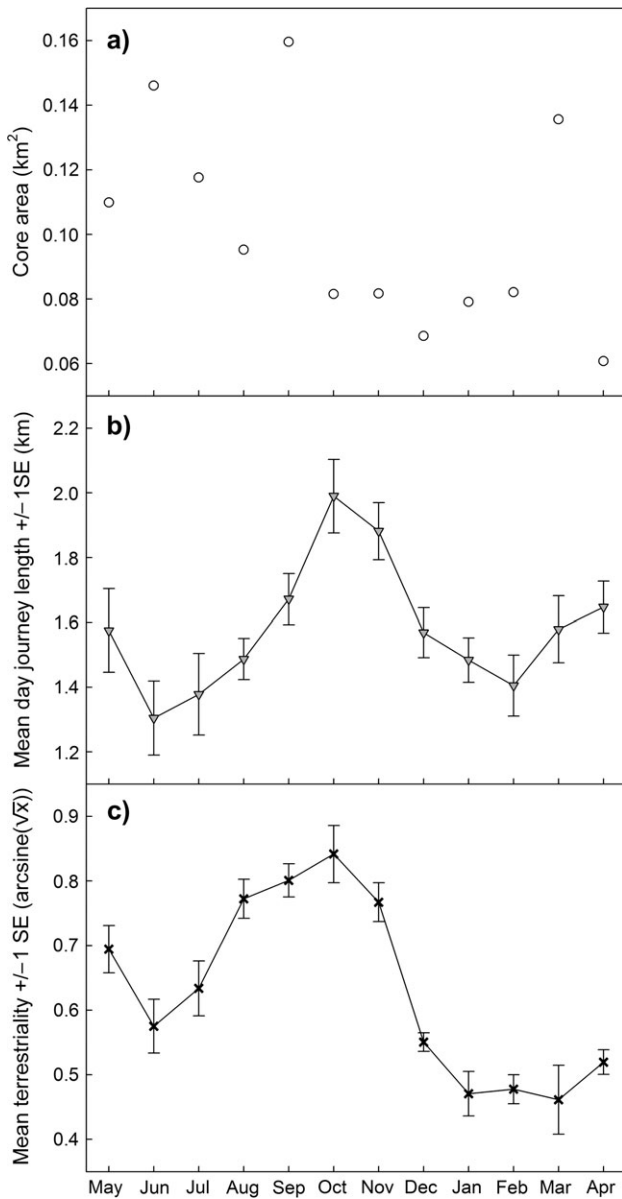 a)
0.16
0.14
0.12
0.10
0.08
0.06
Core area (km²)
b)
2.2
2.0
1.8
1.6
1.4
1.2
Mean day journey length +/−1SE (km)
c)
0.9
0.8
0.7
0.6
0.5
0.4
Mean terrestriality +/−1 SE (arcsine(√x̅))
May Jun Jul Aug Sep Oct Nov Dec Jan Feb Mar Apr